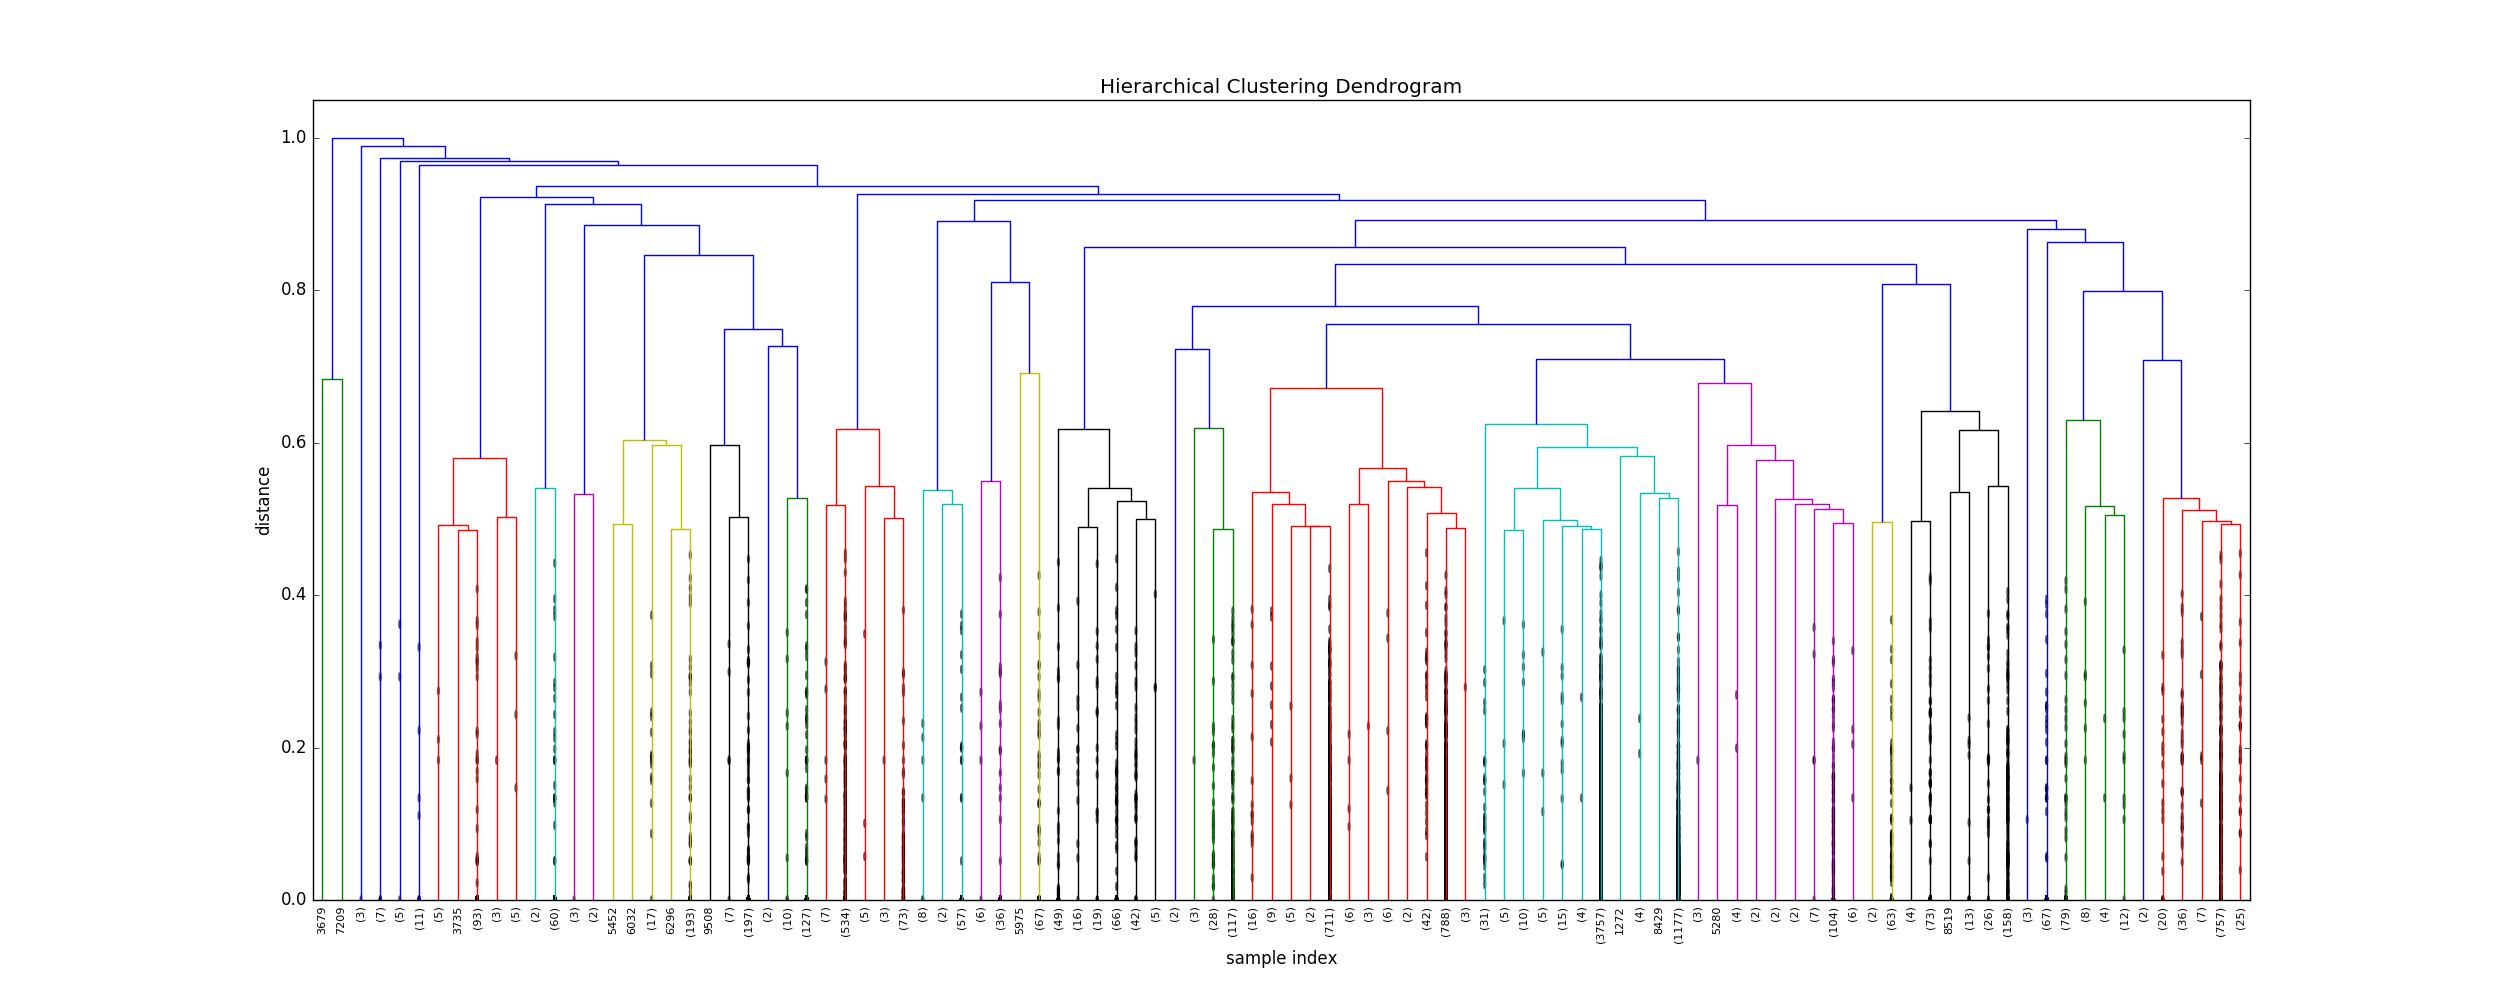 Hierarchical Clustering Dendrogram
1.0
0.8
0.6
0.4
0.2
0.0
distance
3679 7209 (3) (7) (5) (11) (5) 3735 (93) (3) (5) (2) (60) (3) (2) 5452 6032 (17) 6296 (193) 9508 (7) (197) (2) (10) (127) (7) (534) (5) (3) (73) (8) (2) (57) (6) (36) 5975 (67) (49) (16) (19) (66) (42) (5) (2) (3) (28) (117) (16) (9) (5) (2) (711) (6) (3) (6) (2) (42) (788) (3) (31) (5) (10) (5) (15) (4) (3757) 1272 (4) 8429 (1177) (3) 5280 (4) (2) (2) (2) (7) (104) (6) (2) (63) (4) (73) 8519 (13) (26) (158) (3) (67) (79) (8) (4) (12) (2) (20) (36) (7) (757) (25)
sample index